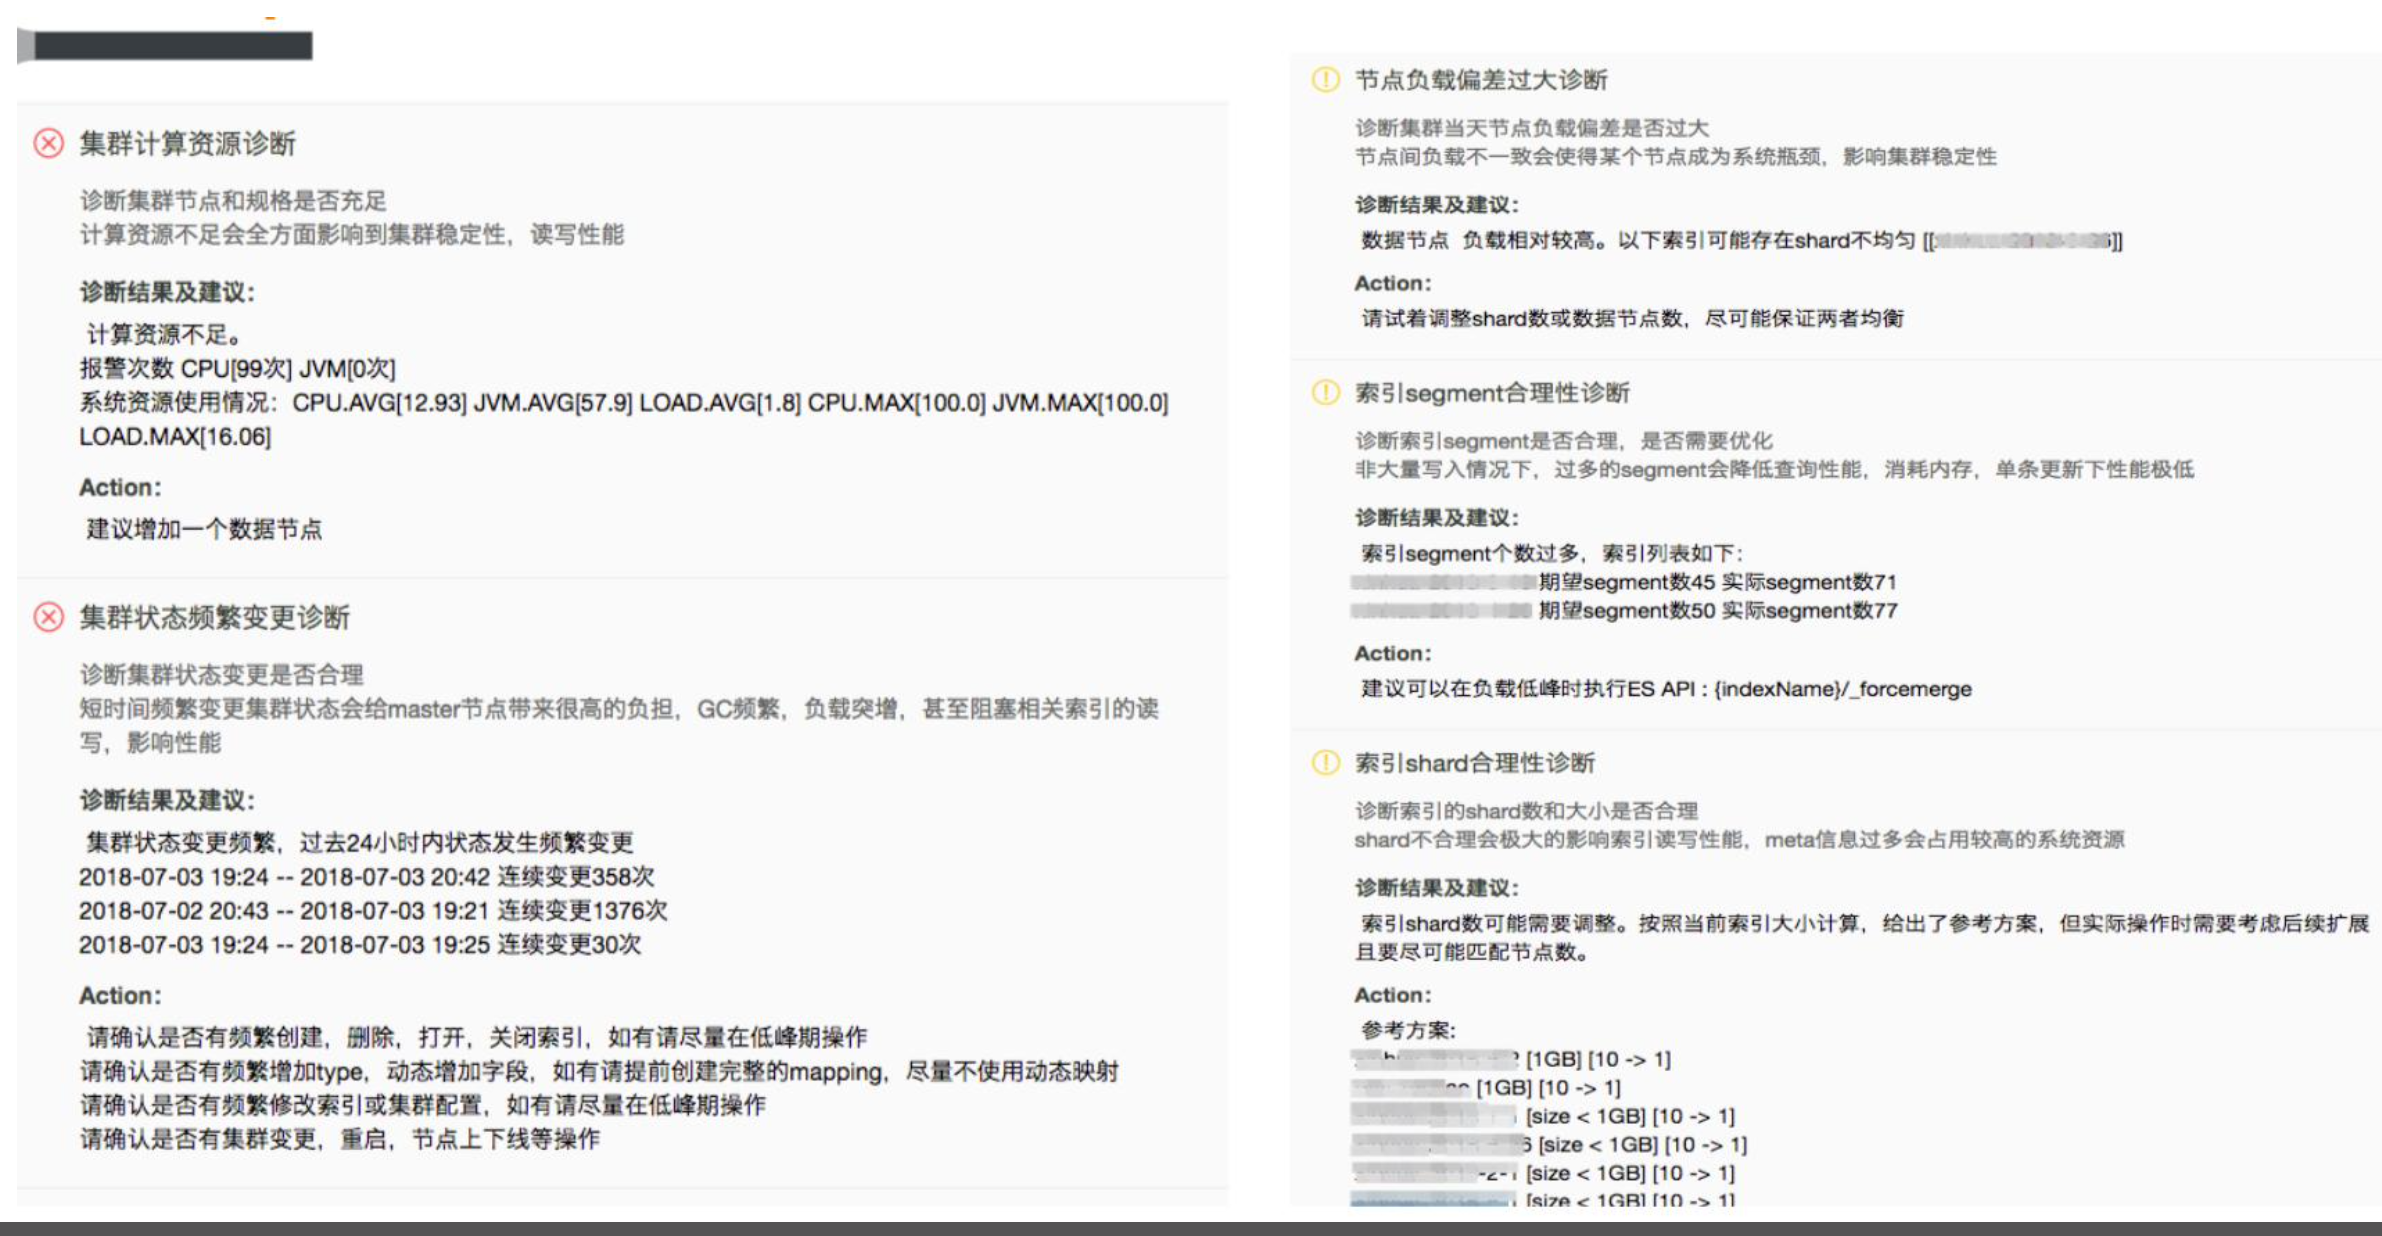 集群计算资源诊断
诊断集群节点和规格是否充足
计算资源不足会全方面影响到集群稳定性，读写性能
诊断结果及建议：
计算资源不足。
报警次数 CPU[99次] JVM[0次]
系统资源使用情况：CPU.AVG[12.93] JVM.AVG[57.9] LOAD.AVG[1.8] CPU.MAX[100.0] JVM.MAX[100.0]
LOAD.MAX[16.06]
Action：
建议增加一个数据节点
集群状态频繁变更诊断
诊断集群状态变更是否合理
短时间频繁变更集群状态会给master节点带来很高的负担，GC频繁，负载突增，甚至阻塞相关索引的读
写，影响性能
诊断结果及建议：
集群状态变更频繁，过去24小时内状态发生频繁变更
2018-07-03 19:24 -- 2018-07-03 20:42 连续变更358次
2018-07-02 20:43 -- 2018-07-03 19:21 连续变更1376次
2018-07-03 19:24 -- 2018-07-03 19:25 连续变更30次
Action：
请确认是否有频繁创建，删除，打开，关闭索引，如有请尽量在低峰期操作
请确认是否有频繁增加type，动态增加字段，如有请提前创建完整的mapping，尽量不使用动态映射
请确认是否有频繁修改索引或集群配置，如有请尽量在低峰期操作
请确认是否有集群变更，重启，节点上下线等操作
节点负载偏差过大诊断
诊断集群当天节点负载偏差是否过大
节点间负载不一致会使得某个节点成为系统瓶颈，影响集群稳定性
诊断结果及建议：
数据节点 负载相对较高。以下索引可能存在shard不均匀 [[]]
Action：
请试着调整shard数或数据节点数，尽可能保证两者均衡
索引segment合理性诊断
诊断索引segment是否合理，是否需要优化
非大量写入情况下，过多的segment会降低查询性能，消耗内存，单条更新下性能极低
诊断结果及建议：
索引segment个数过多，索引列表如下：
期望segment数45 实际segment数71
期望segment数50 实际segment数77
Action：
建议可以在负载低峰时执行ES API : {indexName}/_forcemerge
索引shard合理性诊断
诊断索引的shard数和大小是否合理
shard不合理会极大的影响索引读写性能，meta信息过多会占用较高的系统资源
诊断结果及建议：
索引shard数可能需要调整。按照当前索引大小计算，给出了参考方案，但实际操作时需要考虑后续扩展
且要尽可能匹配节点数。
Action：
参考方案:
[1GB] [10 -> 1]
[1GB] [10 -> 1]
[size < 1GB] [10 -> 1]
[size < 1GB] [10 -> 1]
[size < 1GB] [10 -> 1]
[size < 1GB] [10 -> 1]